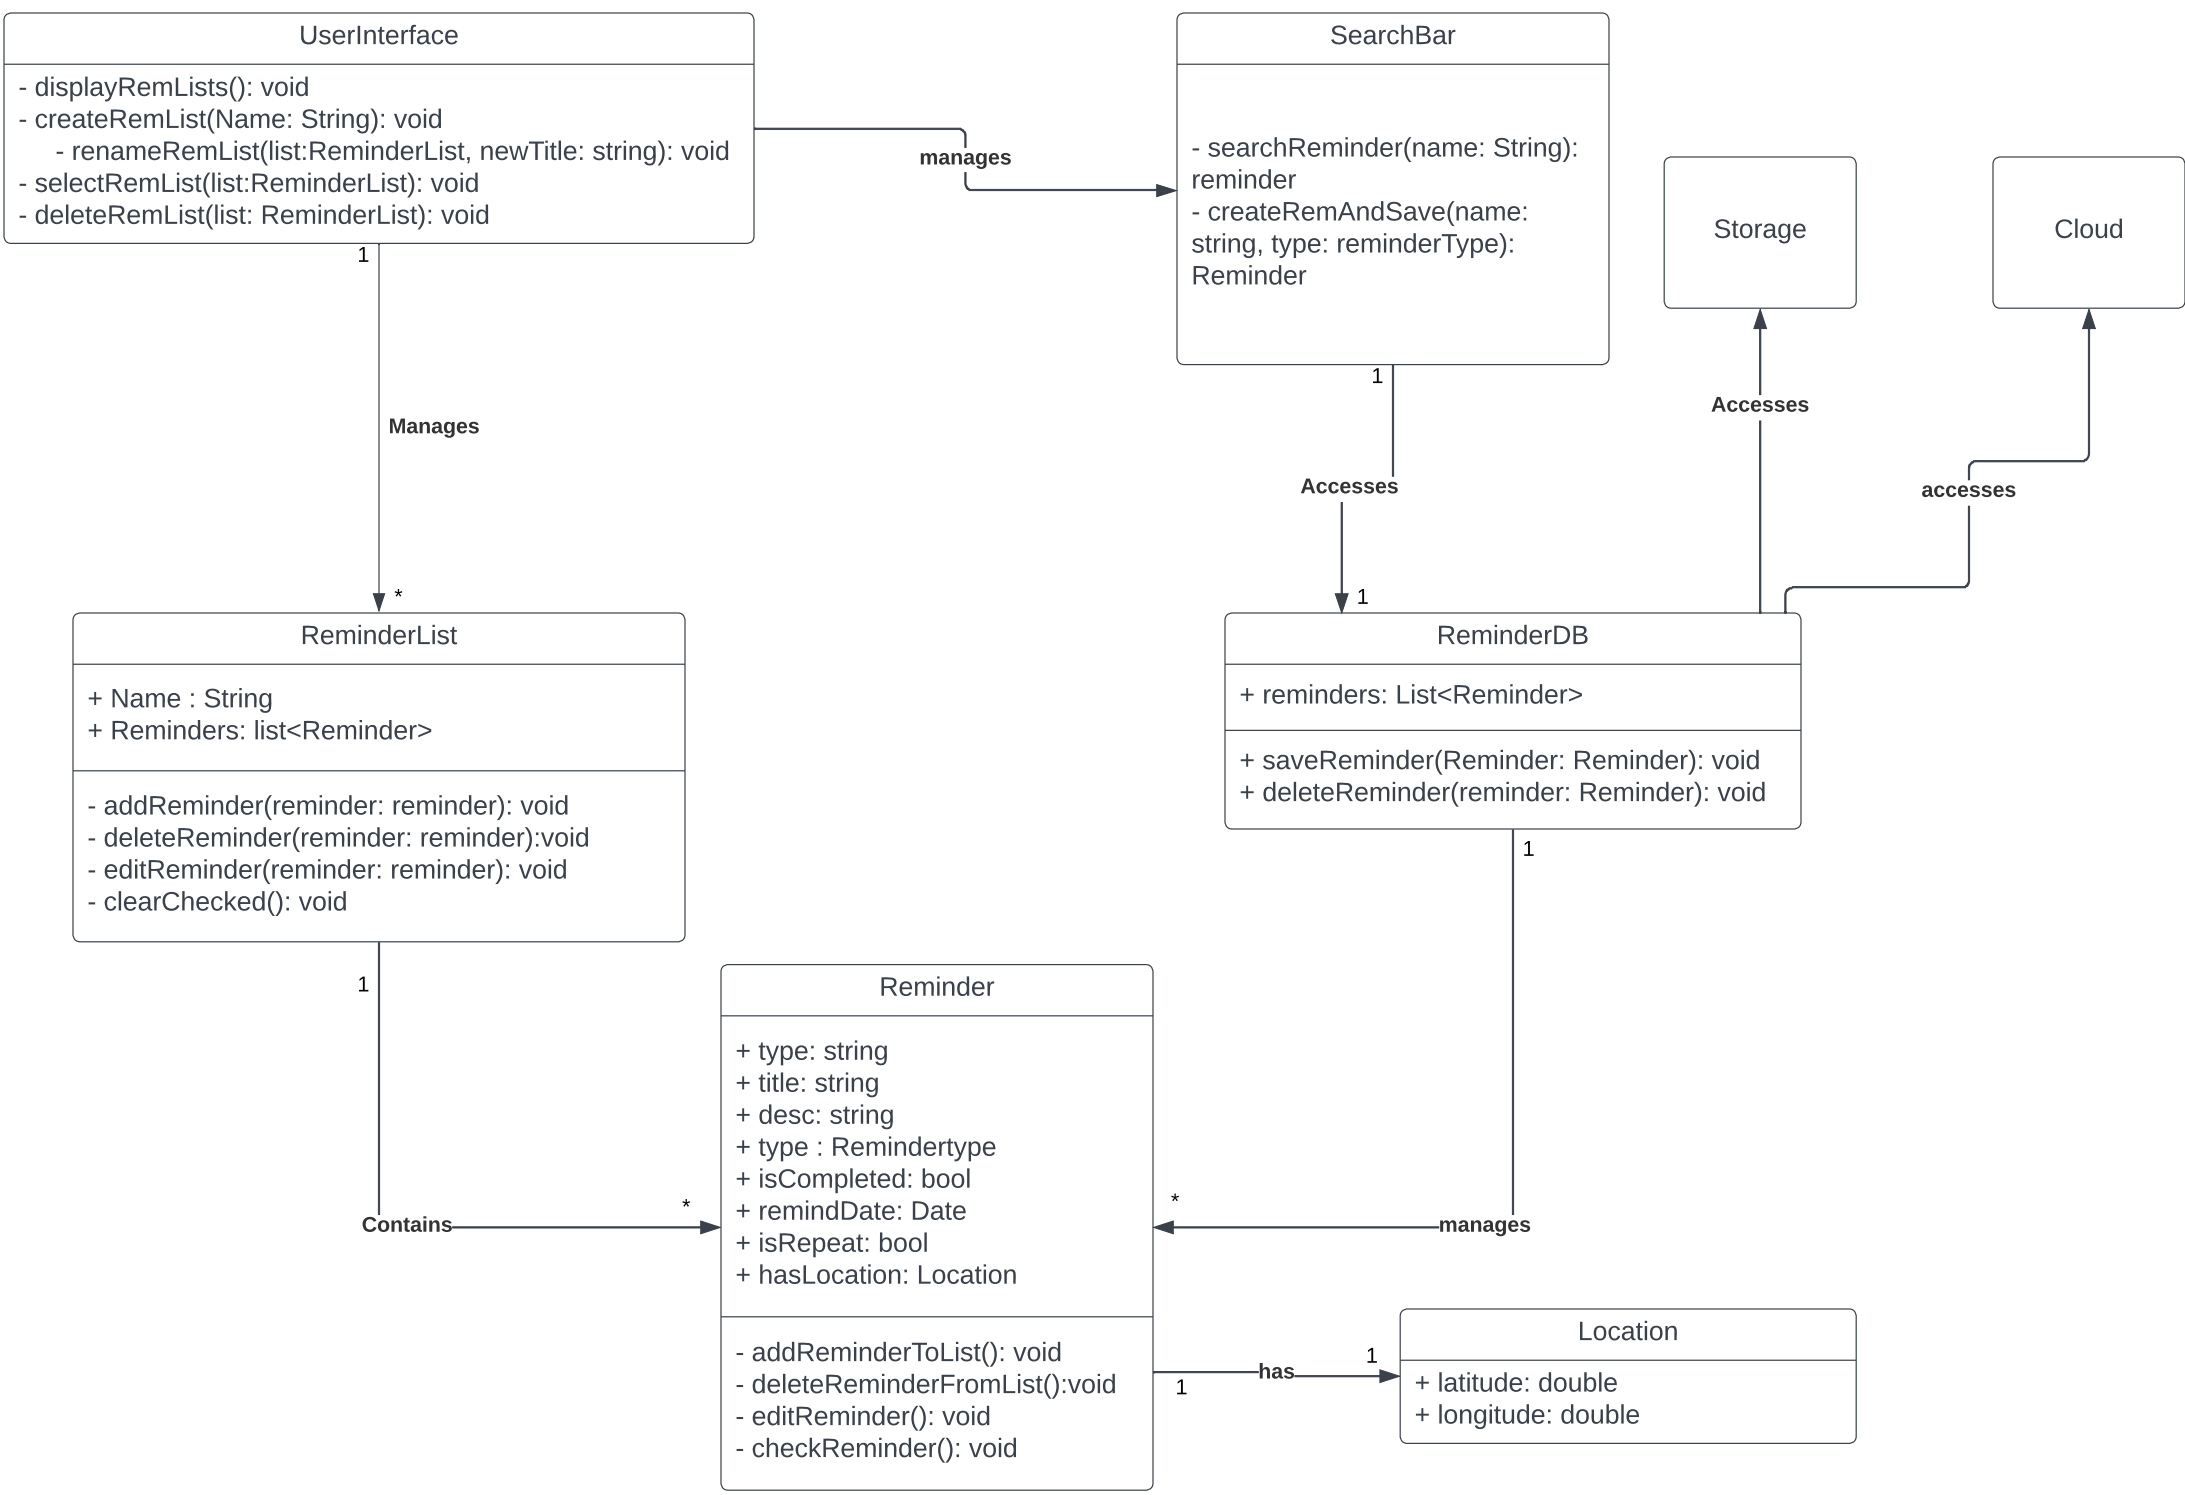 UserInterface
- displayRemLists(): void
- createRemList(Name: String): void
- renameRemList(list:ReminderList, newTitle: string): void
- selectRemList(list:ReminderList): void
- deleteRemList(list: ReminderList): void
manages
SearchBar
- searchReminder(name: String):
reminder
- createRemAndSave(name:
string, type: reminderType):
Reminder
Storage
Cloud
1
Manages
*
1
Accesses
1
Accesses
accesses
ReminderList
+ Name : String
+ Reminders: list<Reminder>
- addReminder(reminder: reminder): void
- deleteReminder(reminder: reminder):void
- editReminder(reminder: reminder): void
- clearChecked(): void
ReminderDB
+ reminders: List<Reminder>
+ saveReminder(Reminder: Reminder): void
+ deleteReminder(reminder: Reminder): void
1
Contains
*
1
manages
*
Reminder
+ type: string
+ title: string
+ desc: string
+ type : Remindertype
+ isCompleted: bool
+ remindDate: Date
+ isRepeat: bool
+ hasLocation: Location
- addReminderToList(): void
- deleteReminderFromList():void
- editReminder(): void
- checkReminder(): void
1
has
1
Location
+ latitude: double
+ longitude: double